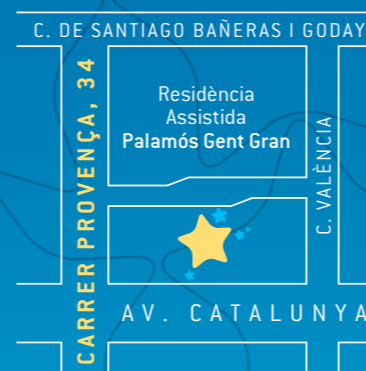 C. DE SANTIAGO BAÑERAS I GODAY
CARRER PROVENÇA, 34
Residència
Assistida
Palamós Gent Gran
C. VALÈNCIA
AV. CATALUNYA